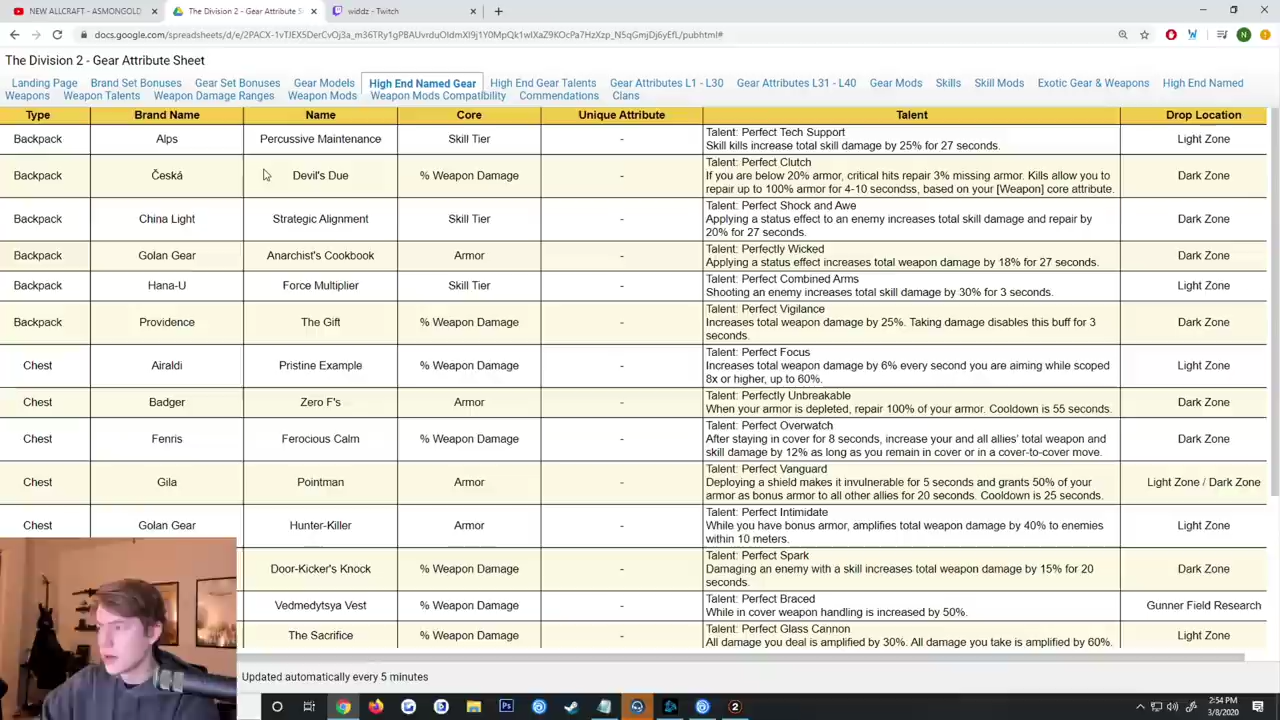 NEW ALLCRAFT - ASMONGOLD
The Division 2 - Gear Attribute S
widdz - Twitch
docs.google.com/spreadsheets/d/e/2PACX-1vTJEX5DerCvOj3a_m36TRy1gP8AUvrduOldmXI9j1Y0MpQk1wIXaZ9KOcPa7HzXzp_N5qGmjDj6yEfL/pubhtml#
The Division 2 - Gear Attribute Sheet
Landing Page Brand Set Bonuses Gear Set Bonuses Gear Models High End Named Gear High End Gear Talents Gear Attributes L1 - L30 Gear Attributes L31 - L40 Gear Mods Skills Skill Mods Exotic Gear & Weapons High End Named
Weapons Weapon Talents Weapon Damage Ranges Weapon Mods Weapon Mods Compatibility Commendations Clans
Type Brand Name Name Core Unique Attribute Talent Drop Location
Backpack Alps Percussive Maintenance Skill Tier - Talent: Perfect Tech Support Light Zone
Skill kills increase total skill damage by 25% for 27 seconds.
Backpack Česká Devil's Due % Weapon Damage - Talent: Perfect Clutch Dark Zone
If you are below 20% armor, critical hits repair 3% missing armor. Kills allow you to
repair up to 100% armor for 4-10 secondss, based on your [Weapon] core attribute.
Backpack China Light Strategic Alignment Skill Tier - Talent: Perfect Shock and Awe Dark Zone
Applying a status effect to an enemy increases total skill damage and repair by
20% for 27 seconds.
Backpack Golan Gear Anarchist's Cookbook Armor - Talent: Perfectly Wicked Dark Zone
Applying a status effect increases total weapon damage by 18% for 27 seconds.
Backpack Hana-U Force Multiplier Skill Tier - Talent: Perfect Combined Arms Light Zone
Shooting an enemy increases total skill damage by 30% for 3 seconds.
Backpack Providence The Gift % Weapon Damage - Talent: Perfect Vigilance Dark Zone
Increases total weapon damage by 25%. Taking damage disables this buff for 3
seconds.
Chest Airaldi Pristine Example % Weapon Damage - Talent: Perfect Focus Light Zone
Increases total weapon damage by 6% every second you are aiming while scoped
8x or higher, up to 60%.
Chest Badger Zero F's Armor - Talent: Perfectly Unbreakable Dark Zone
When your armor is depleted, repair 100% of your armor. Cooldown is 55 seconds.
Chest Fenris Ferocious Calm % Weapon Damage - Talent: Perfect Overwatch Dark Zone
After staying in cover for 8 seconds, increase your and all allies' total weapon and
skill damage by 12% as long as you remain in cover or in a cover-to-cover move.
Chest Gila Pointman Armor - Talent: Perfect Vanguard Light Zone / Dark Zone
Deploying a shield makes it invulnerable for 5 seconds and grants 50% of your
armor as bonus armor to all other allies for 20 seconds. Cooldown is 25 seconds.
Chest Golan Gear Hunter-Killer Armor - Talent: Perfect Intimidate Light Zone
While you have bonus armor, amplifies total weapon damage by 40% to enemies
within 10 meters.
Door-Kicker's Knock % Weapon Damage - Talent: Perfect Spark Dark Zone
Damaging an enemy with a skill increases total weapon damage by 15% for 20
seconds.
Vedmedytsya Vest % Weapon Damage - Talent: Perfect Braced Gunner Field Research
While in cover weapon handling is increased by 50%.
The Sacrifice % Weapon Damage - Talent: Perfect Glass Cannon Light Zone
All damage you deal is amplified by 30%. All damage you take is amplified by 60%.
Updated automatically every 5 minutes
2:54 PM
3/8/2020